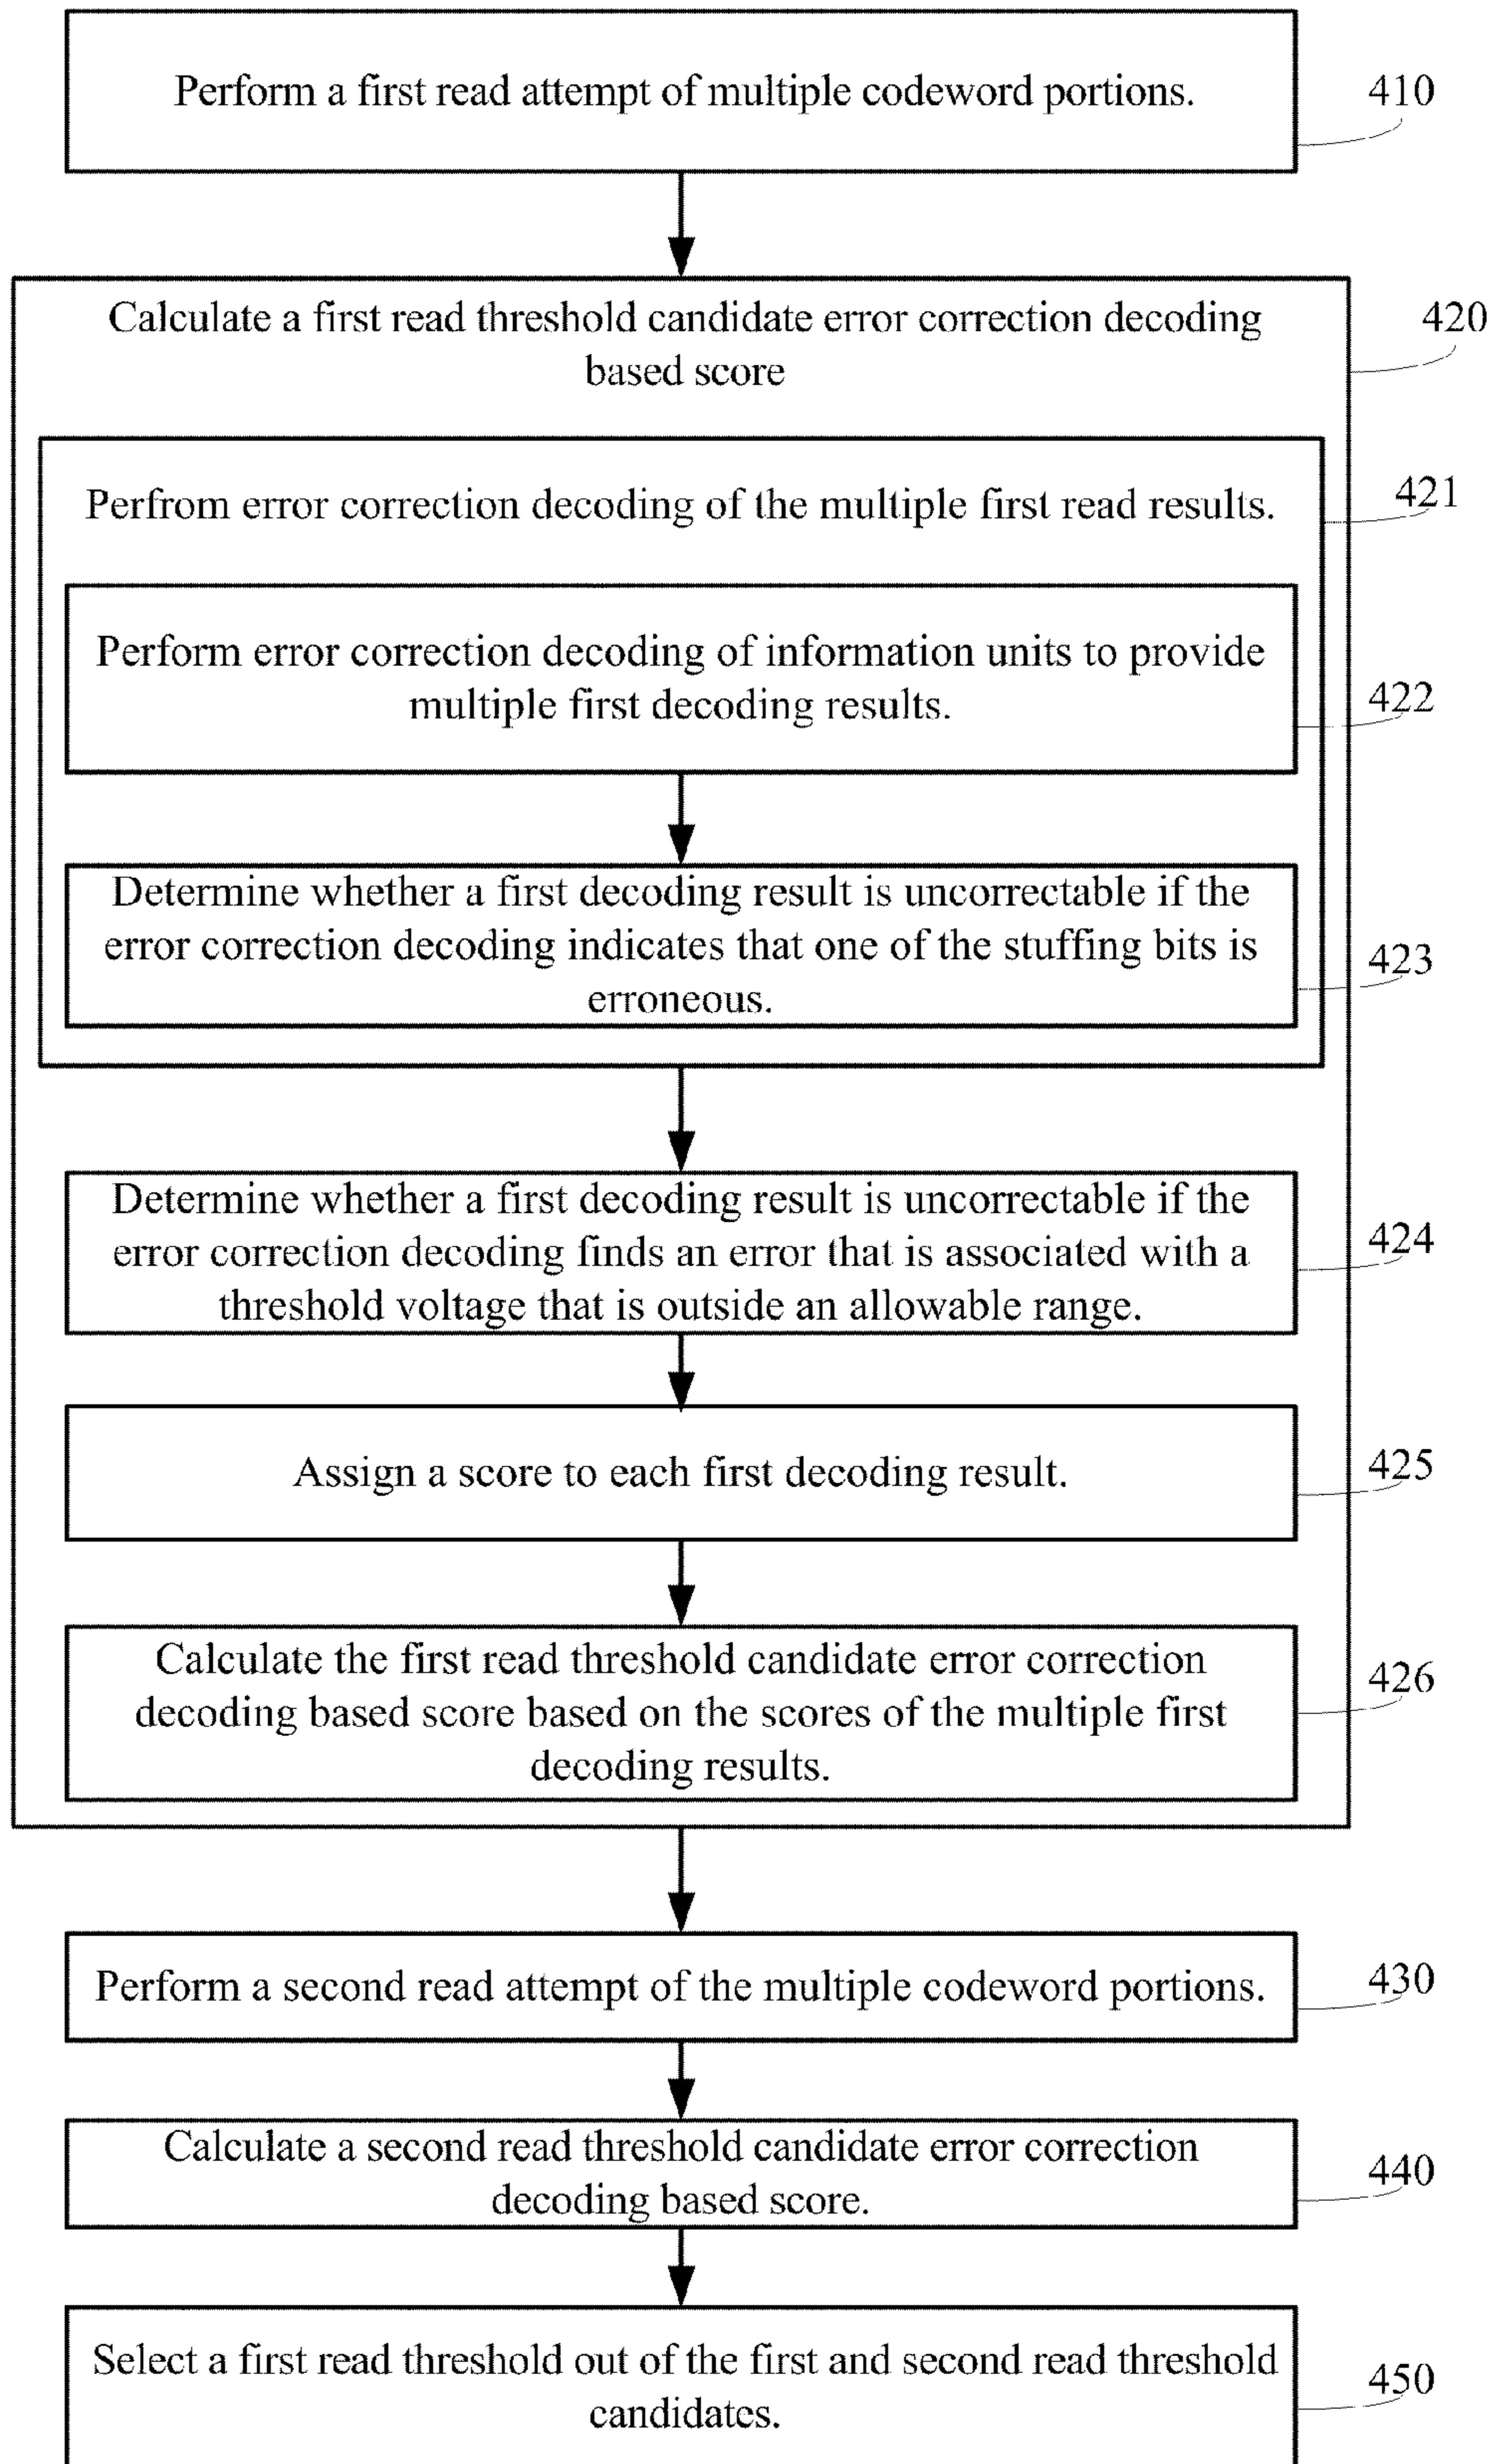 Perform a first read attempt of multiple codeword portions.
410
Calculate a first read threshold candidate error correction decoding
based score
420
Perfrom error correction decoding of the multiple first read results.
421
Perform error correction decoding of information units to provide
multiple first decoding results.
422
Determine whether a first decoding result is uncorrectable if the
error correction decoding indicates that one of the stuffing bits is
erroneous.
423
Determine whether a first decoding result is uncorrectable if the
error correction decoding finds an error that is associated with a
threshold voltage that is outside an allowable range.
424
Assign a score to each first decoding result.
425
Calculate the first read threshold candidate error correction
decoding based score based on the scores of the multiple first
decoding results.
426
Perform a second read attempt of the multiple codeword portions.
430
Calculate a second read threshold candidate error correction
decoding based score.
440
Select a first read threshold out of the first and second read threshold
candidates.
450